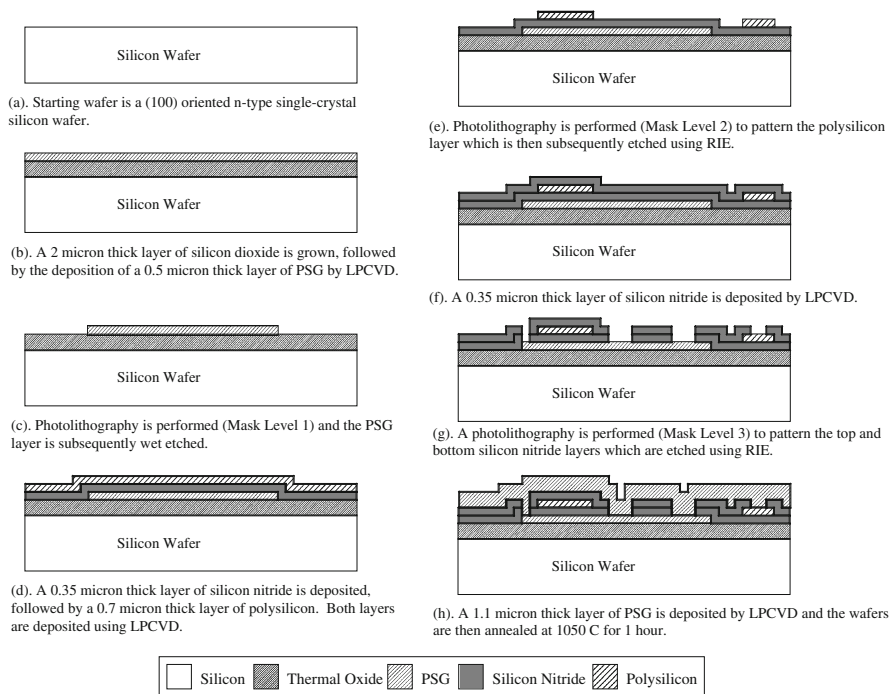 Silicon Wafer
(a). Starting wafer is a (100) oriented n-type single-crystal
silicon wafer.
Silicon Wafer
(b). A 2 micron thick layer of silicon dioxide is grown, followed
by the deposition of a 0.5 micron thick layer of PSG by LPCVD.
Silicon Wafer
(c). Photolithography is performed (Mask Level 1) and the PSG
layer is subsequently wet etched.
Silicon Wafer
(d). A 0.35 micron thick layer of silicon nitride is deposited,
followed by a 0.7 micron thick layer of polysilicon. Both layers
are deposited using LPCVD.
Silicon Wafer
(e). Photolithography is performed (Mask Level 2) to pattern the polysilicon
layer which is then subsequently etched using RIE.
Silicon Wafer
(f). A 0.35 micron thick layer of silicon nitride is deposited by LPCVD.
Silicon Wafer
(g). A photolithography is performed (Mask Level 3) to pattern the top and
bottom silicon nitride layers which are etched using RIE.
Silicon Wafer
(h). A 1.1 micron thick layer of PSG is deposited by LPCVD and the wafers
are then annealed at 1050 C for 1 hour.
Silicon Thermal Oxide PSG Silicon Nitride Polysilicon